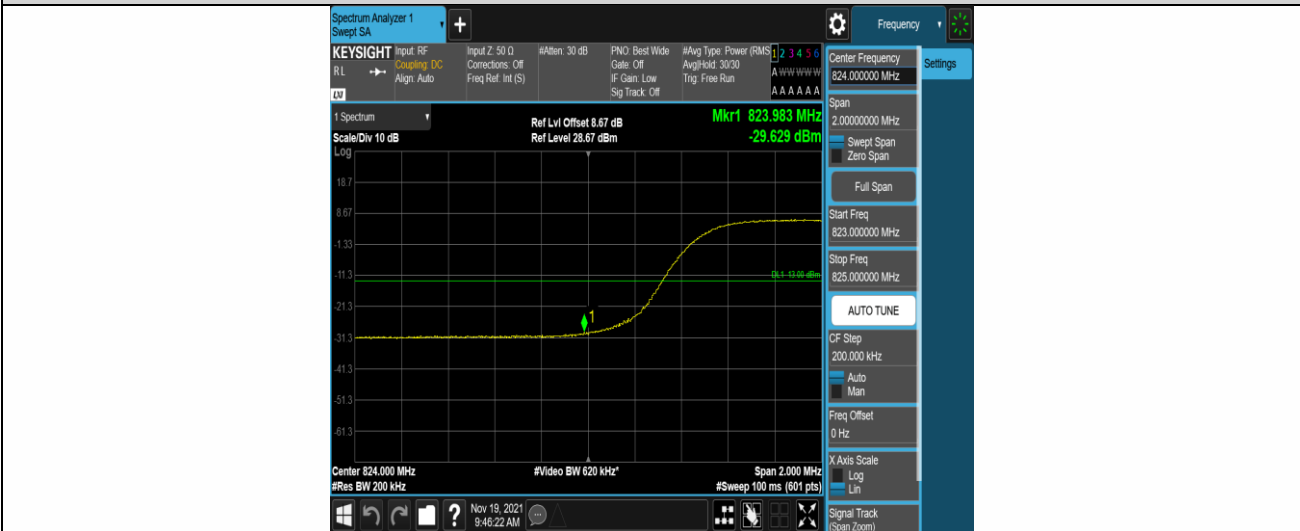 Spectrum Analyzer 1
Swept SA
+
Frequency
KEYSIGHT
Input: RF
Coupling: DC
Align: Auto
Input Z: 50 Ω
Corrections: Off
Freq Ref: Int (S)
#Atten: 30 dB
PNO: Best Wide
Gate: Off
IF Gain: Low
Sig Track: Off
#Avg Type: Power (RMS
Avg|Hold: 30/30
Trig: Free Run
1 2 3 4 5 6
A W W W W W
A A A A A A
R L
LXI
1 Spectrum
Scale/Div 10 dB
Ref Lvl Offset 8.67 dB
Ref Level 28.67 dBm
Mkr1 823.983 MHz
-29.629 dBm
Log
18.7
8.67
-1.33
-11.3
-21.3
-31.3
-41.3
-51.3
-61.3
DL1 -13.00 dBm
1
Center 824.000 MHz
#Res BW 200 kHz
#Video BW 620 kHz*
Span 2.000 MHz
#Sweep 100 ms (601 pts)
Nov 19, 2021
9:46:22 AM
?
Center Frequency
824.000000 MHz
Settings
Span
2.00000000 MHz
Swept Span
Zero Span
Full Span
Start Freq
823.000000 MHz
Stop Freq
825.000000 MHz
AUTO TUNE
CF Step
200.000 kHz
Auto
Man
Freq Offset
0 Hz
X Axis Scale
Log
Lin
Signal Track
(Span Zoom)